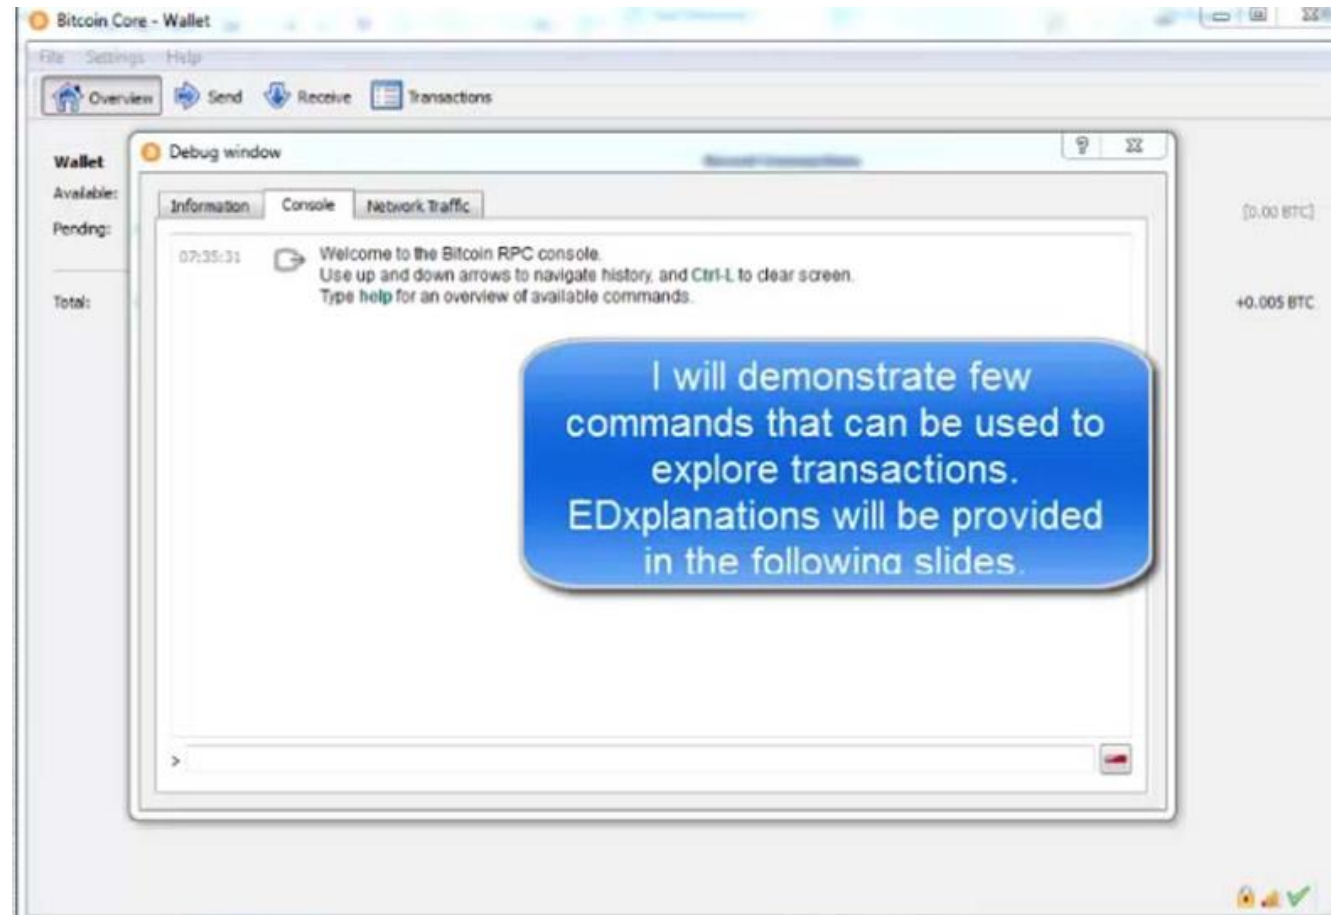 Bitcoin Core - Wallet
File Settings Help
Overview Send Receive Transactions
Debug window
Recent transactions
Wallet
Available:
Pending:
Total:
Information Console Network Traffic
[0.00 BTC]
+0.005 BTC
07:35:31 Welcome to the Bitcoin RPC console.
Use up and down arrows to navigate history, and Ctrl-L to clear screen.
Type help for an overview of available commands.
I will demonstrate few
commands that can be used to
explore transactions.
EDxplanations will be provided
in the following slides.
>